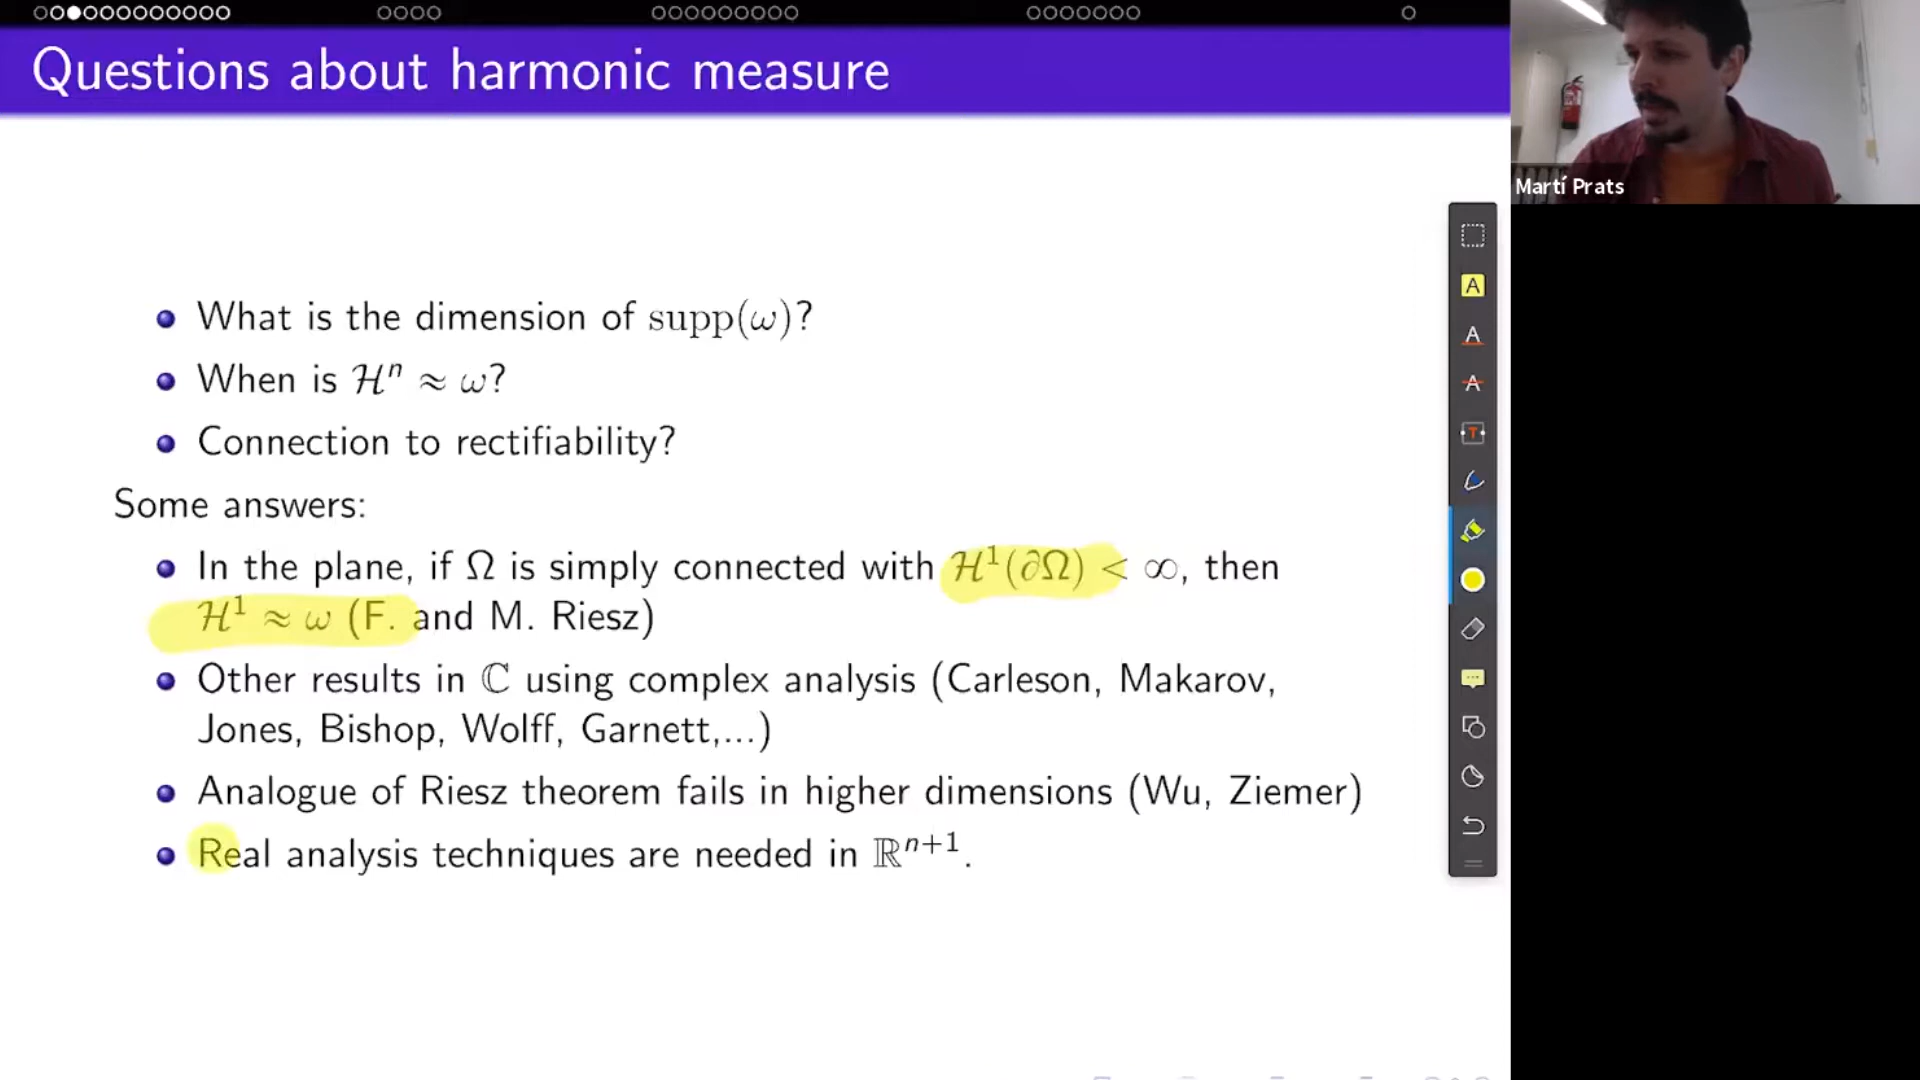 Questions about harmonic measure
Martí Prats
What is the dimension of supp(ω)?
When is ℋⁿ ≈ ω?
Connection to rectifiability?
Some answers:
In the plane, if Ω is simply connected with ℋ¹(∂Ω) < ∞, then
ℋ¹ ≈ ω (F. and M. Riesz)
Other results in ℂ using complex analysis (Carleson, Makarov,
Jones, Bishop, Wolff, Garnett,...)
Analogue of Riesz theorem fails in higher dimensions (Wu, Ziemer)
Real analysis techniques are needed in ℝⁿ⁺¹.
A
A
A
T